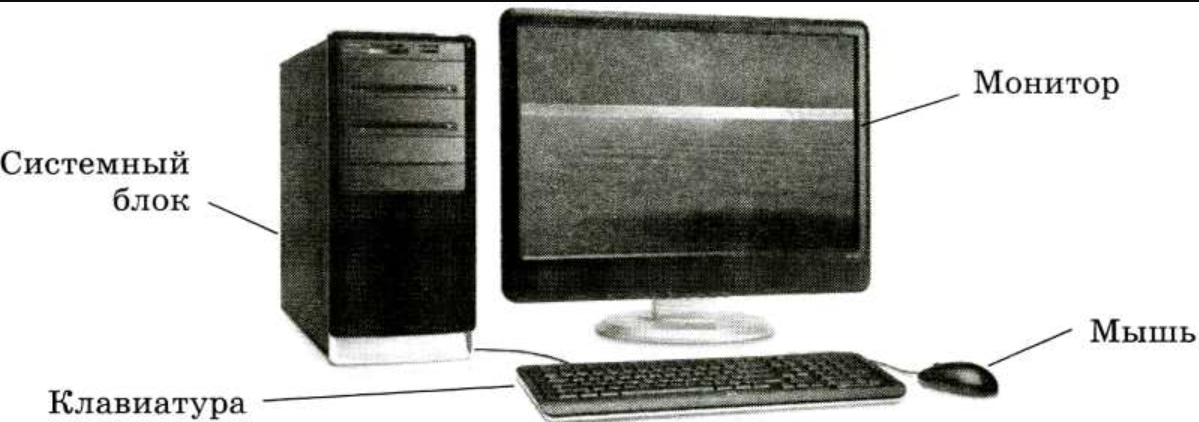 Монитор
Системный
блок
Мышь
Клавиатура